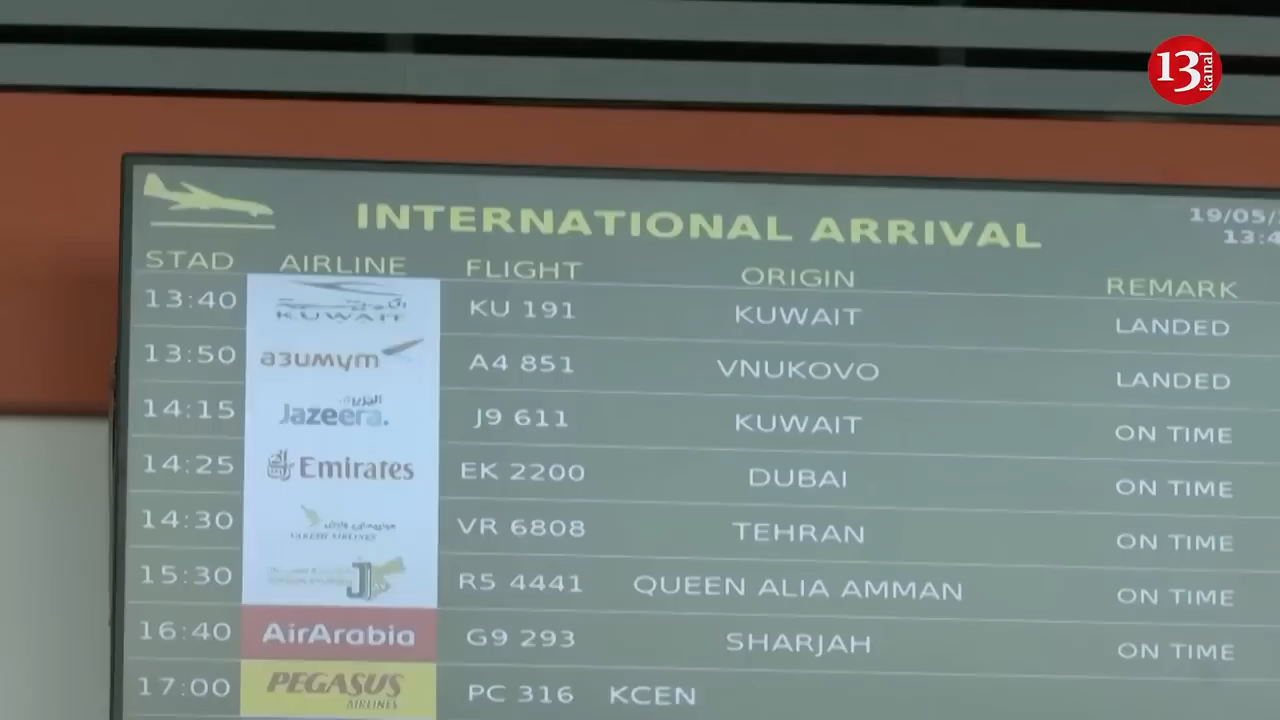 13 kanal
INTERNATIONAL ARRIVAL
19/05/
13:4
STAD AIRLINE FLIGHT ORIGIN REMARK
13:40 KUWAIT KU 191 KUWAIT LANDED
13:50 азимут A4 851 VNUKOVO LANDED
14:15 الجزيرة Jazeera. J9 611 KUWAIT ON TIME
14:25 Emirates EK 2200 DUBAI ON TIME
14:30 VARESH AIRLINES VR 6808 TEHRAN ON TIME
15:30 J R5 4441 QUEEN ALIA AMMAN ON TIME
16:40 AirArabia G9 293 SHARJAH ON TIME
17:00 PEGASUS AIRLINES PC 316 KCEN